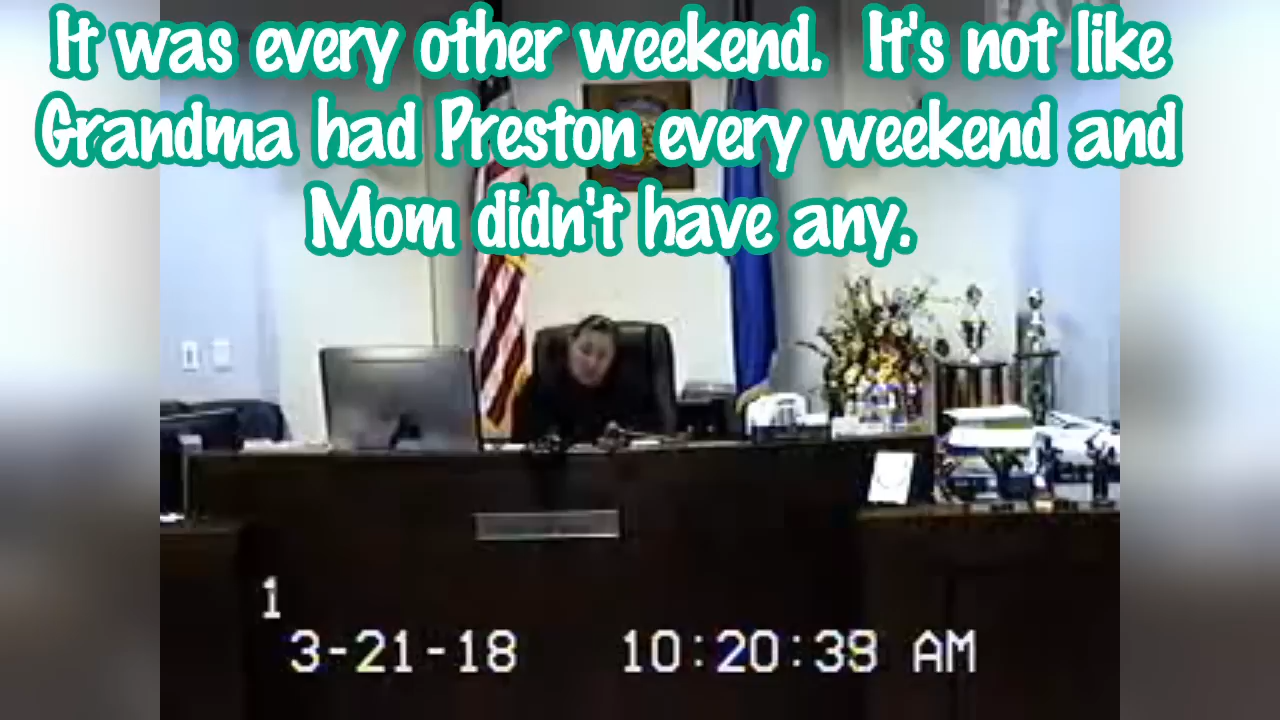 It was every other weekend. It's not like
Grandma had Preston every weekend and
Mom didn't have any.
1
3-21-18 10:20:39 AM